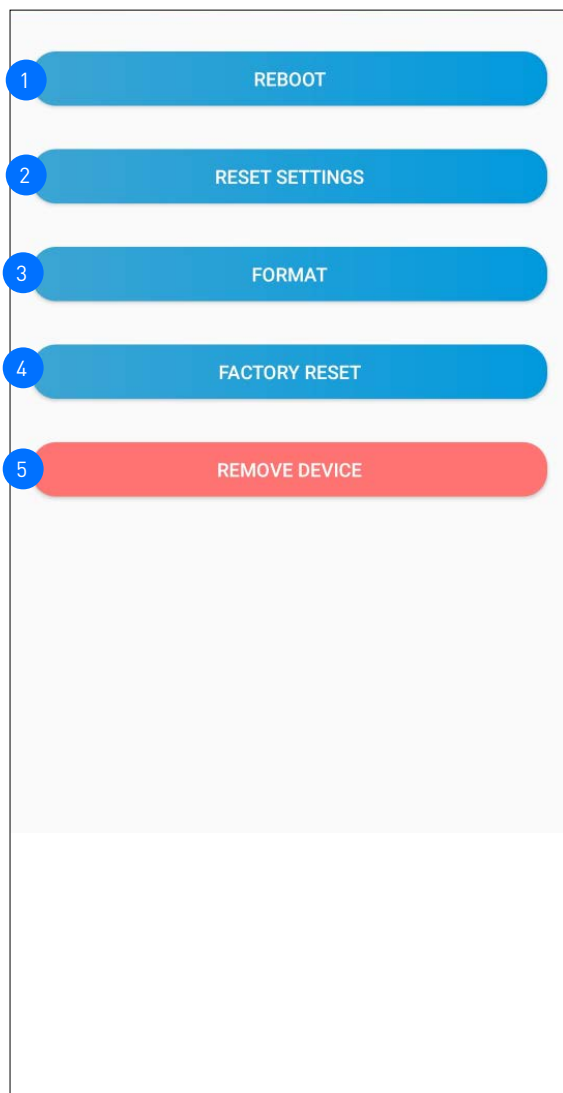 1 REBOOT
2 RESET SETTINGS
3 FORMAT
4 FACTORY RESET
5 REMOVE DEVICE